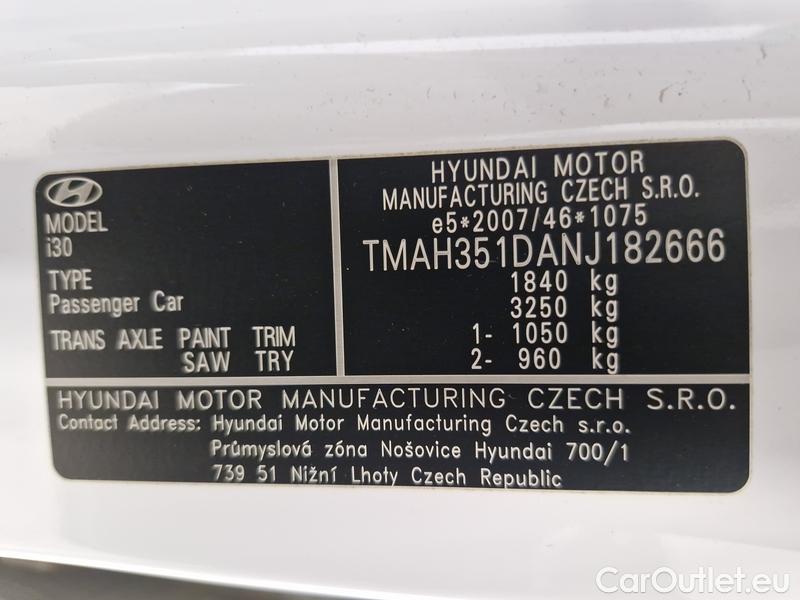 MODEL
i30
TYPE
Passenger Car
TRANS AXLE PAINT TRIM
SAW TRY
HYUNDAI MOTOR
MANUFACTURING CZECH S.R.O.
e5*2007/46*1075
TMAH351DANJ182666
1840 kg
3250 kg
1- 1050 kg
2- 960 kg
HYUNDAI MOTOR MANUFACTURING CZECH S.R.O.
Contact Address: Hyundai Motor Manufacturing Czech s.r.o.
Průmyslová zóna Nošovice Hyundai 700/1
739 51 Nižní Lhoty Czech Republic
CarOutlet.eu